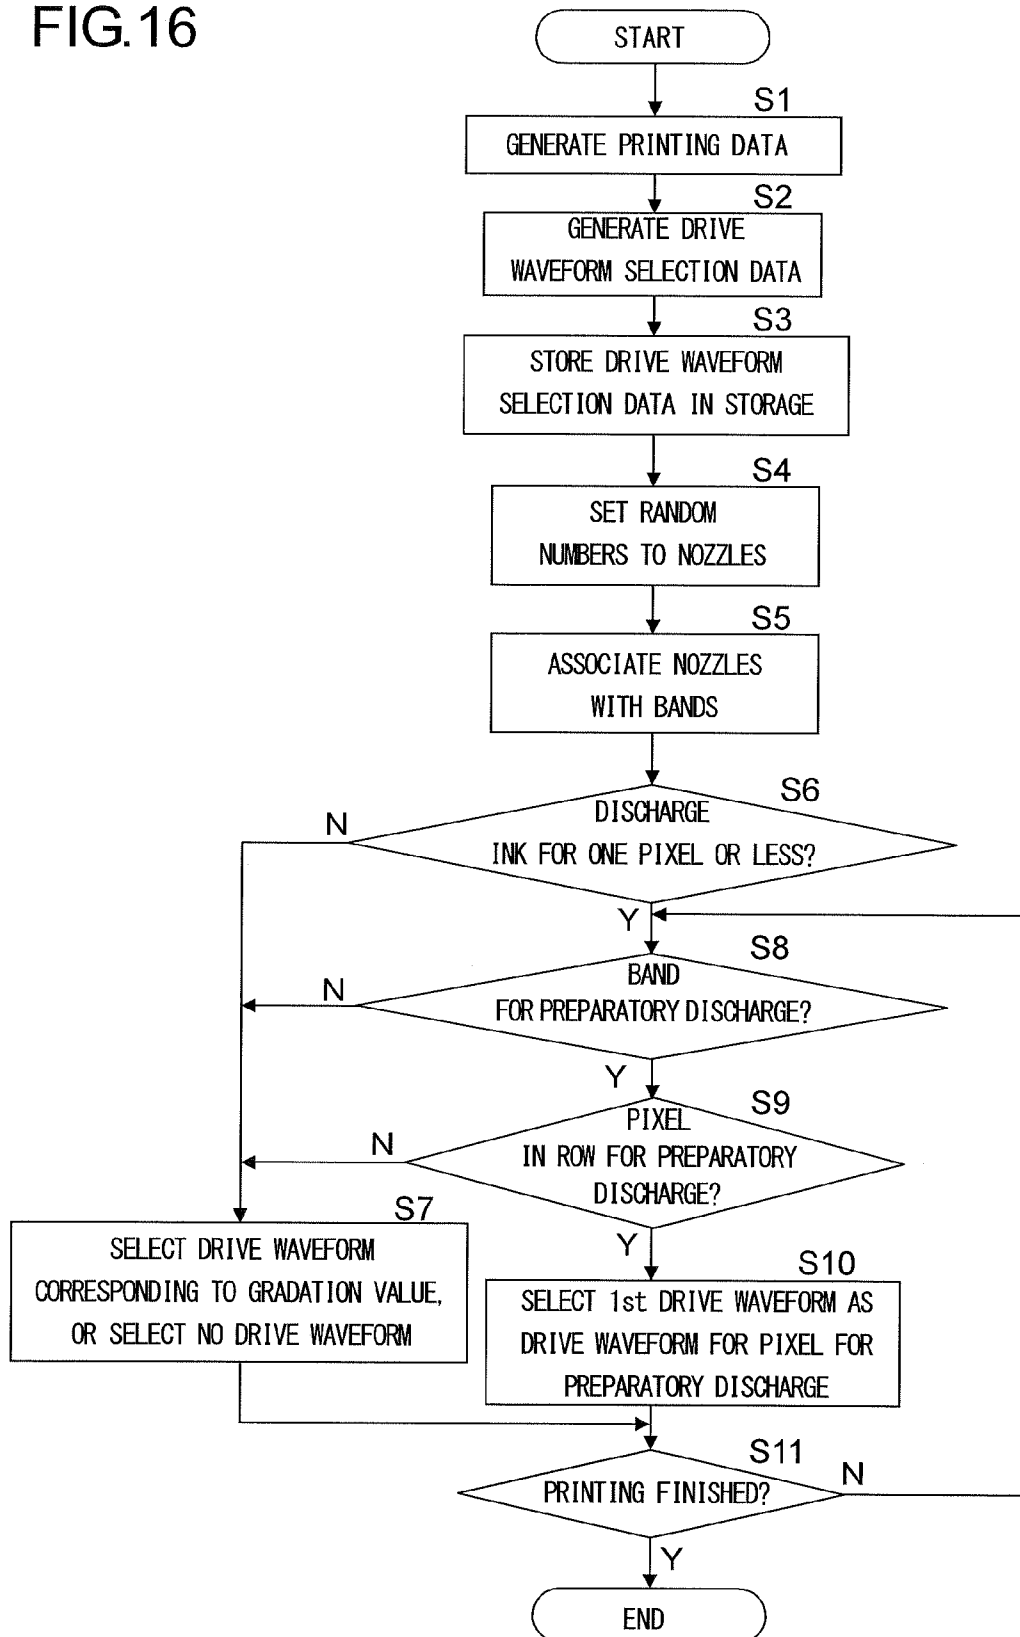 FIG.16
START
S1
GENERATE PRINTING DATA
S2
GENERATE DRIVE
WAVEFORM SELECTION DATA
S3
STORE DRIVE WAVEFORM
SELECTION DATA IN STORAGE
S4
SET RANDOM
NUMBERS TO NOZZLES
S5
ASSOCIATE NOZZLES
WITH BANDS
S6
DISCHARGE
INK FOR ONE PIXEL OR LESS?
N
Y
S8
BAND
FOR PREPARATORY DISCHARGE?
N
Y
S9
PIXEL
IN ROW FOR PREPARATORY
DISCHARGE?
N
Y
S7
SELECT DRIVE WAVEFORM
CORRESPONDING TO GRADATION VALUE,
OR SELECT NO DRIVE WAVEFORM
S10
SELECT 1st DRIVE WAVEFORM AS
DRIVE WAVEFORM FOR PIXEL FOR
PREPARATORY DISCHARGE
S11
PRINTING FINISHED?
N
Y
END